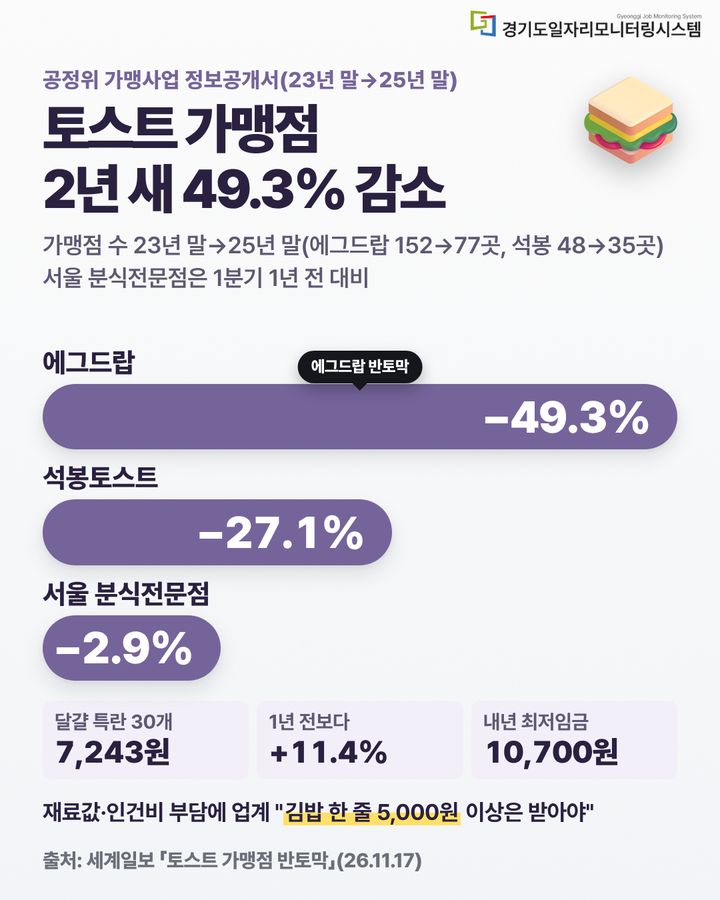 Gyeonggi Job Monitoring System
경기도일자리모니터링시스템
공정위 가맹사업 정보공개서(23년 말→25년 말)
토스트 가맹점
2년 새 49.3% 감소
가맹점 수 23년 말→25년 말(에그드랍 152→77곳, 석봉 48→35곳)
서울 분식전문점은 1분기 1년 전 대비
에그드랍
에그드랍 반토막
−49.3%
석봉토스트
−27.1%
서울 분식전문점
−2.9%
달걀 특란 30개
7,243원
1년 전보다
+11.4%
내년 최저임금
10,700원
재료값·인건비 부담에 업계 "김밥 한 줄 5,000원 이상은 받아야"
출처: 세계일보 『토스트 가맹점 반토막』(26.11.17)